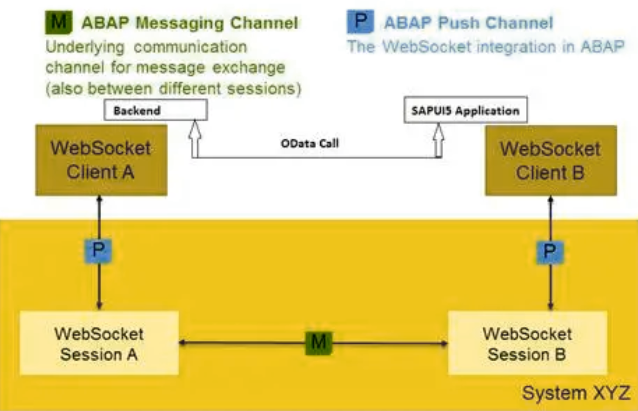 M ABAP Messaging Channel
Underlying communication
channel for message exchange
(also between different sessions)
P ABAP Push Channel
The WebSocket integration in ABAP
Backend
SAPUI5 Application
OData Call
WebSocket
Client A
WebSocket
Client B
P
P
WebSocket
Session A
M
WebSocket
Session B
System XYZ